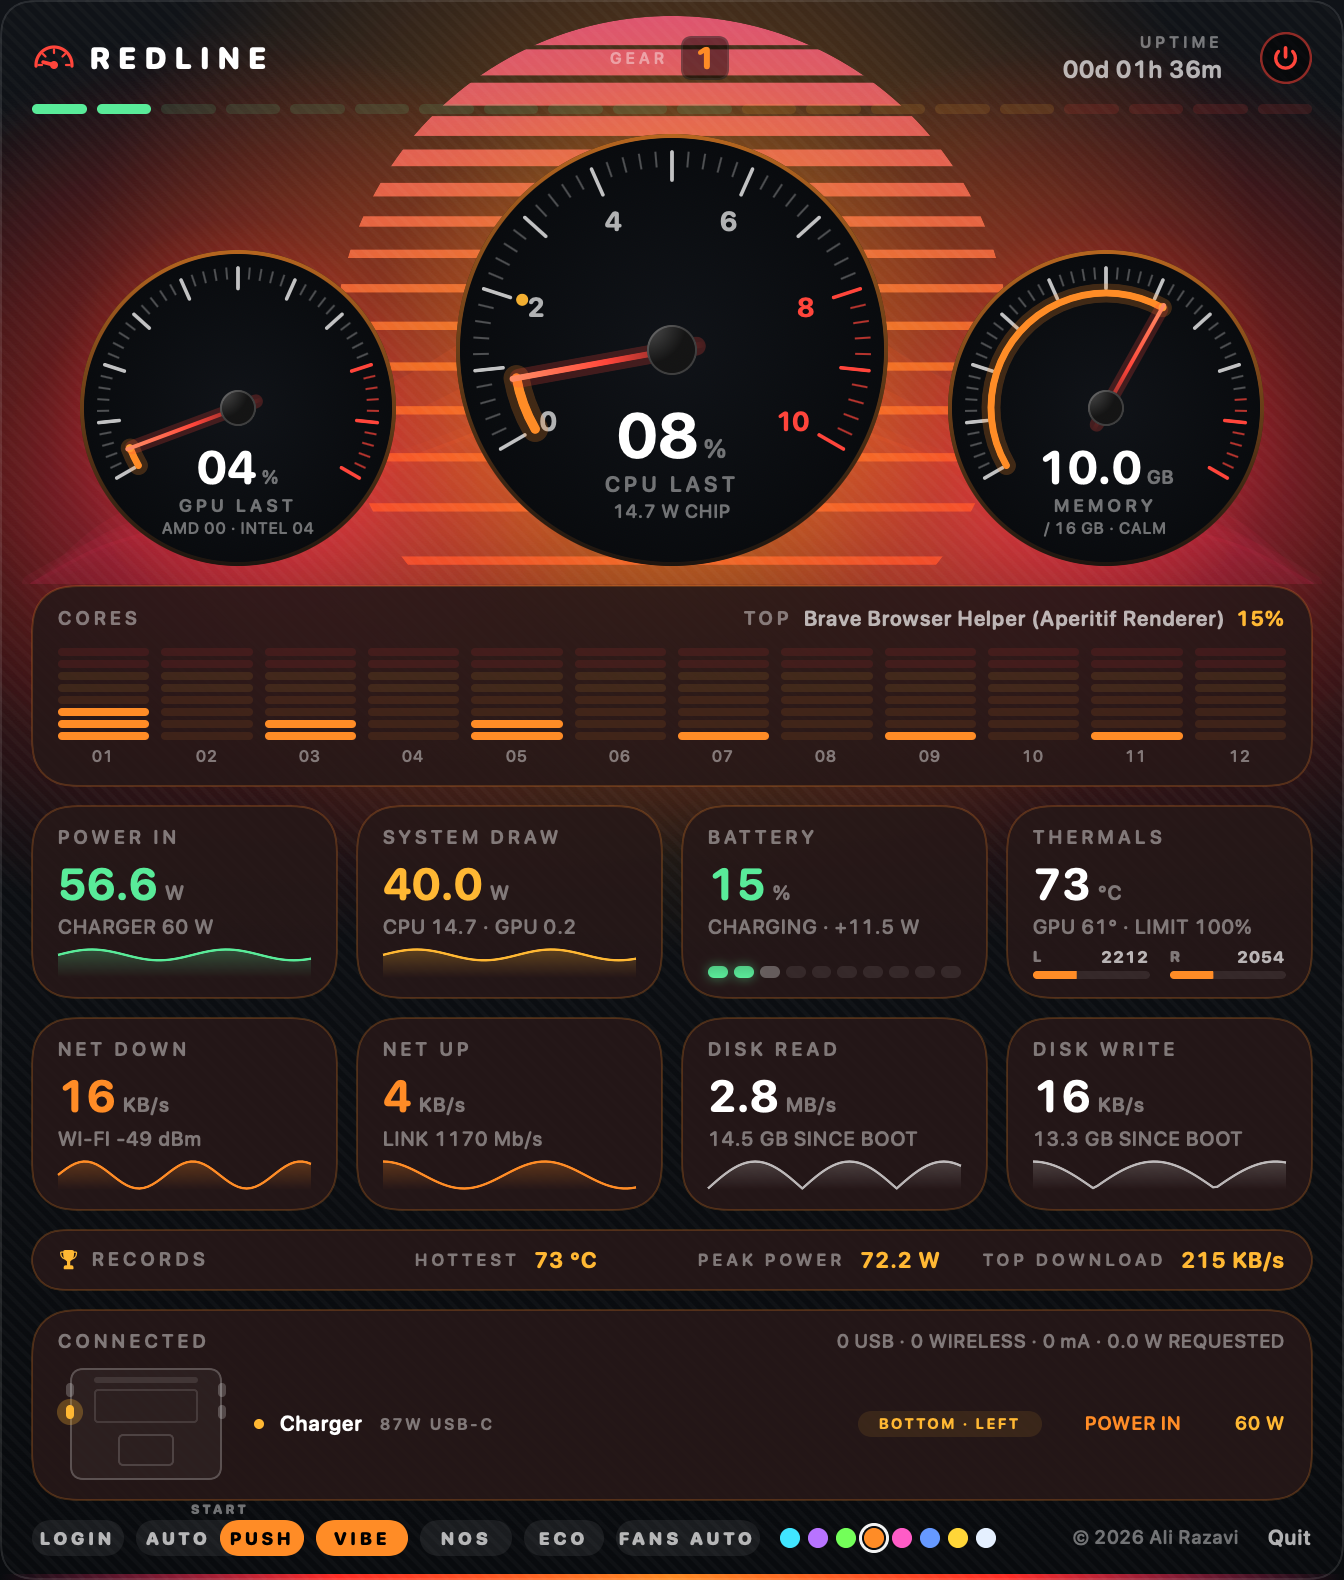 REDLINE
GEAR 1
UPTIME
00d 01h 36m
0 2 4 6 8 10
04 %
GPU LAST
AMD 00 · INTEL 04
08 %
CPU LAST
14.7 W CHIP
10.0 GB
MEMORY
/ 16 GB · CALM
CORES TOP Brave Browser Helper (Aperitif Renderer) 15%
01 02 03 04 05 06 07 08 09 10 11 12
POWER IN
56.6 W
CHARGER 60 W
SYSTEM DRAW
40.0 W
CPU 14.7 · GPU 0.2
BATTERY
15 %
CHARGING · +11.5 W
THERMALS
73 °C
GPU 61° · LIMIT 100%
L 2212 R 2054
NET DOWN
16 KB/s
WI-FI -49 dBm
NET UP
4 KB/s
LINK 1170 Mb/s
DISK READ
2.8 MB/s
14.5 GB SINCE BOOT
DISK WRITE
16 KB/s
13.3 GB SINCE BOOT
RECORDS HOTTEST 73 °C PEAK POWER 72.2 W TOP DOWNLOAD 215 KB/s
CONNECTED 0 USB · 0 WIRELESS · 0 mA · 0.0 W REQUESTED
Charger 87W USB-C BOTTOM · LEFT POWER IN 60 W
START
LOGIN AUTO PUSH VIBE NOS ECO FANS AUTO © 2026 Ali Razavi Quit